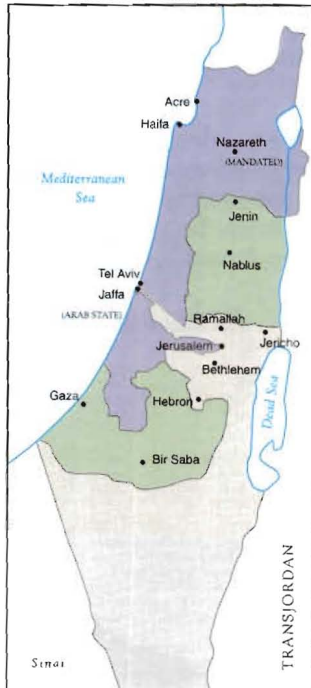 Acre
Haifa
Nazareth
(MANDATED)
Mediterranean
Sea
Jenin
Nablus
Tel Aviv
Jaffa
(ARAB STATE)
Ramallah
Jerusalem
Jericho
Bethlehem
Gaza
Hebron
Dead Sea
Bir Saba
TRANSJORDAN
Sinai